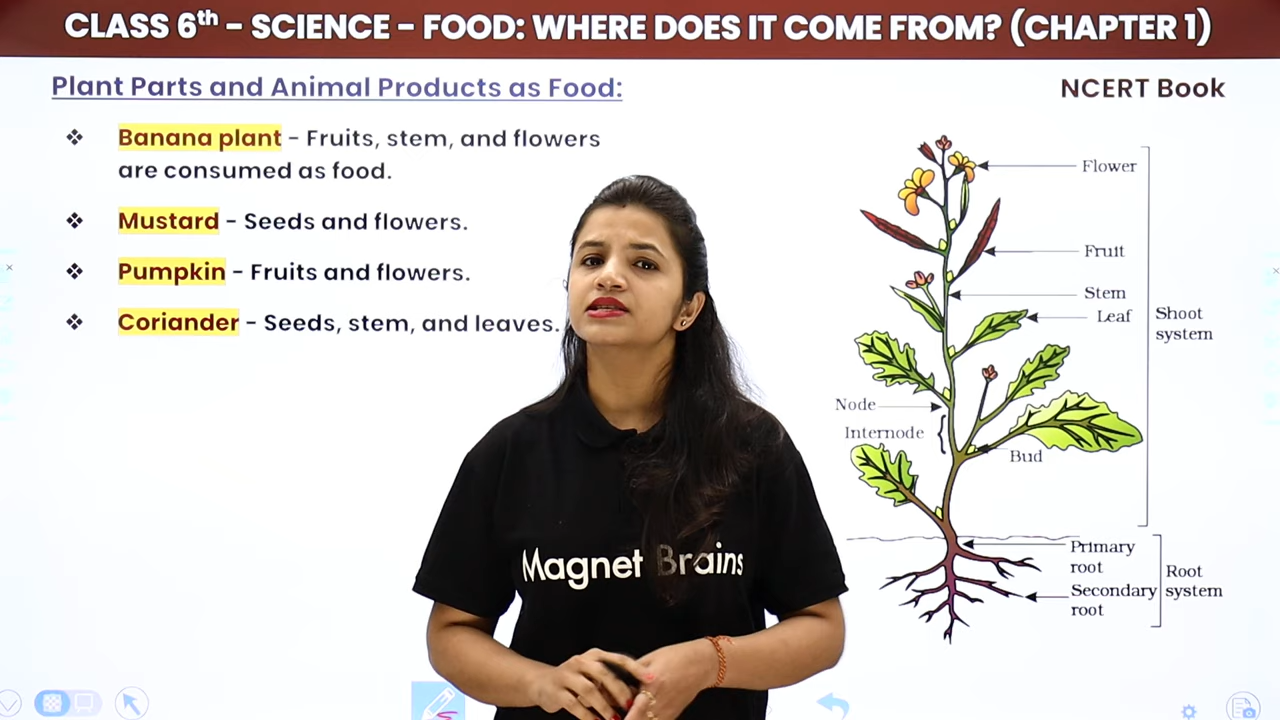 CLASS 6th - SCIENCE - FOOD: WHERE DOES IT COME FROM? (CHAPTER 1)
Plant Parts and Animal Products as Food:
NCERT Book
❖ Banana plant - Fruits, stem, and flowers
are consumed as food.
❖ Mustard - Seeds and flowers.
❖ Pumpkin - Fruits and flowers.
❖ Coriander - Seeds, stem, and leaves.
Flower
Fruit
Stem
Leaf
Shoot
system
Node
Internode
Bud
Primary
root
Secondary
root
Root
system
Magnet Brains